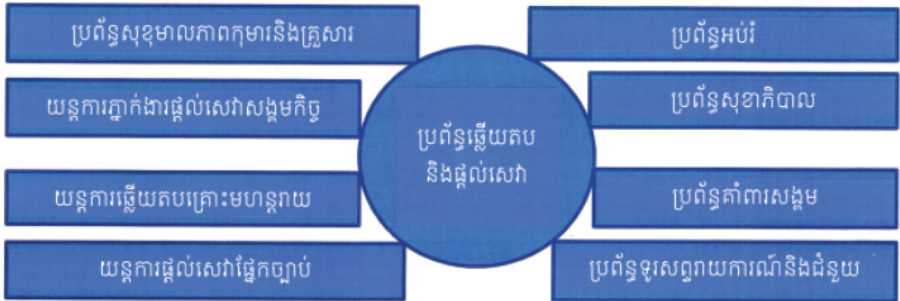 ប្រព័ន្ធសុខុមាលភាពកុមារនិងគ្រួសារ
យន្តការភ្នាក់ងារផ្តល់សេវាសង្គមកិច្ច
យន្តការឆ្លើយតបគ្រោះមហន្តរាយ
យន្តការផ្តល់សេវាផ្នែកច្បាប់
ប្រព័ន្ធឆ្លើយតប
និងផ្តល់សេវា
ប្រព័ន្ធអប់រំ
ប្រព័ន្ធសុខាភិបាល
ប្រព័ន្ធគាំពារសង្គម
ប្រព័ន្ធទូរសព្ទរាយការណ៍និងជំនួយ